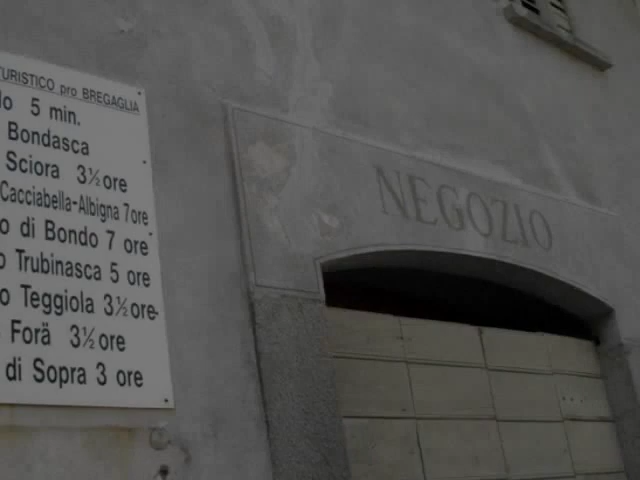 TURISTICO pro BREGAGLIA
5 min.
Bondasca
Sciora 3½ ore
Cacciabella-Albigna 7 ore
di Bondo 7 ore
Trubinasca 5 ore
Teggiola 3½ ore
Forä 3½ ore
di Sopra 3 ore
NEGOZIO